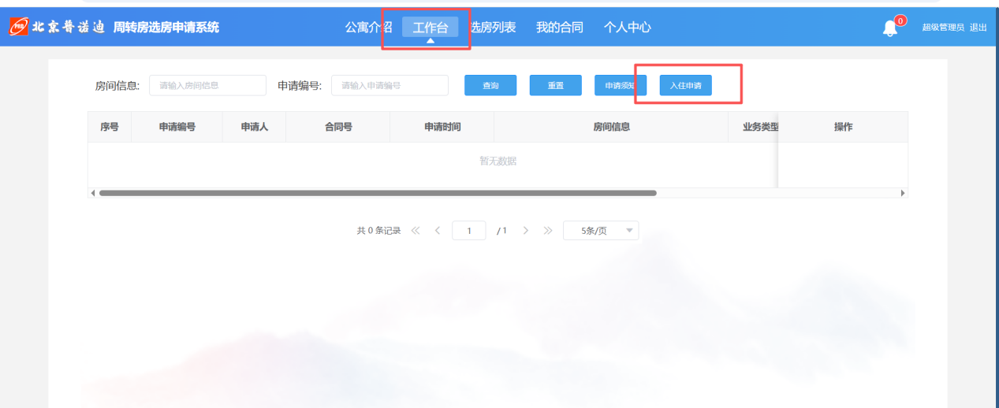 PRD 北京普诺迪 周转房选房申请系统 公寓介绍 工作台 选房列表 我的合同 个人中心 0 超级管理员 退出
房间信息: 请输入房间信息 申请编号: 请输入申请编号 查询 重置 申请须知 入住申请
序号 申请编号 申请人 合同号 申请时间 房间信息 业务类型 操作
暂无数据
共 0 条记录 1 / 1 5条/页